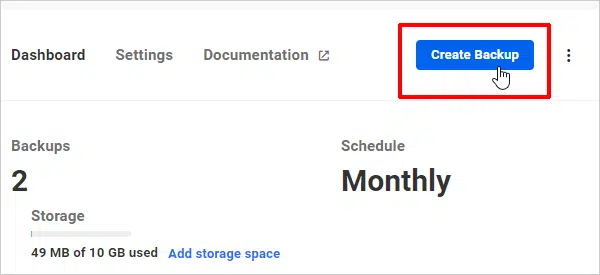 Dashboard Settings Documentation Create Backup
Backups Schedule
2 Monthly
Storage
49 MB of 10 GB used Add storage space